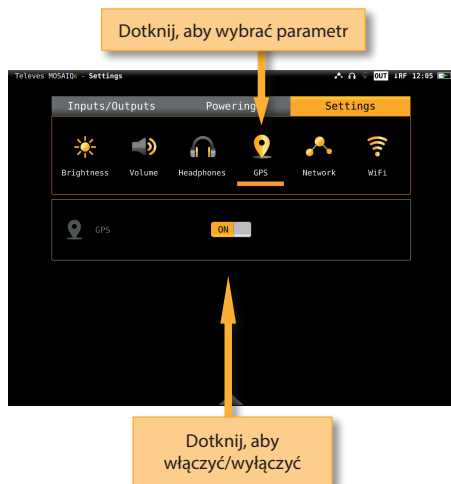 Dotknij, aby wybrać parametr
Televes MOSAIQ6 - Settings OUT iRF 12:05
Inputs/Outputs Powering Settings
Brightness Volume Headphones GPS Network WiFi
GPS ON
Dotknij, aby
włączyć/wyłączyć